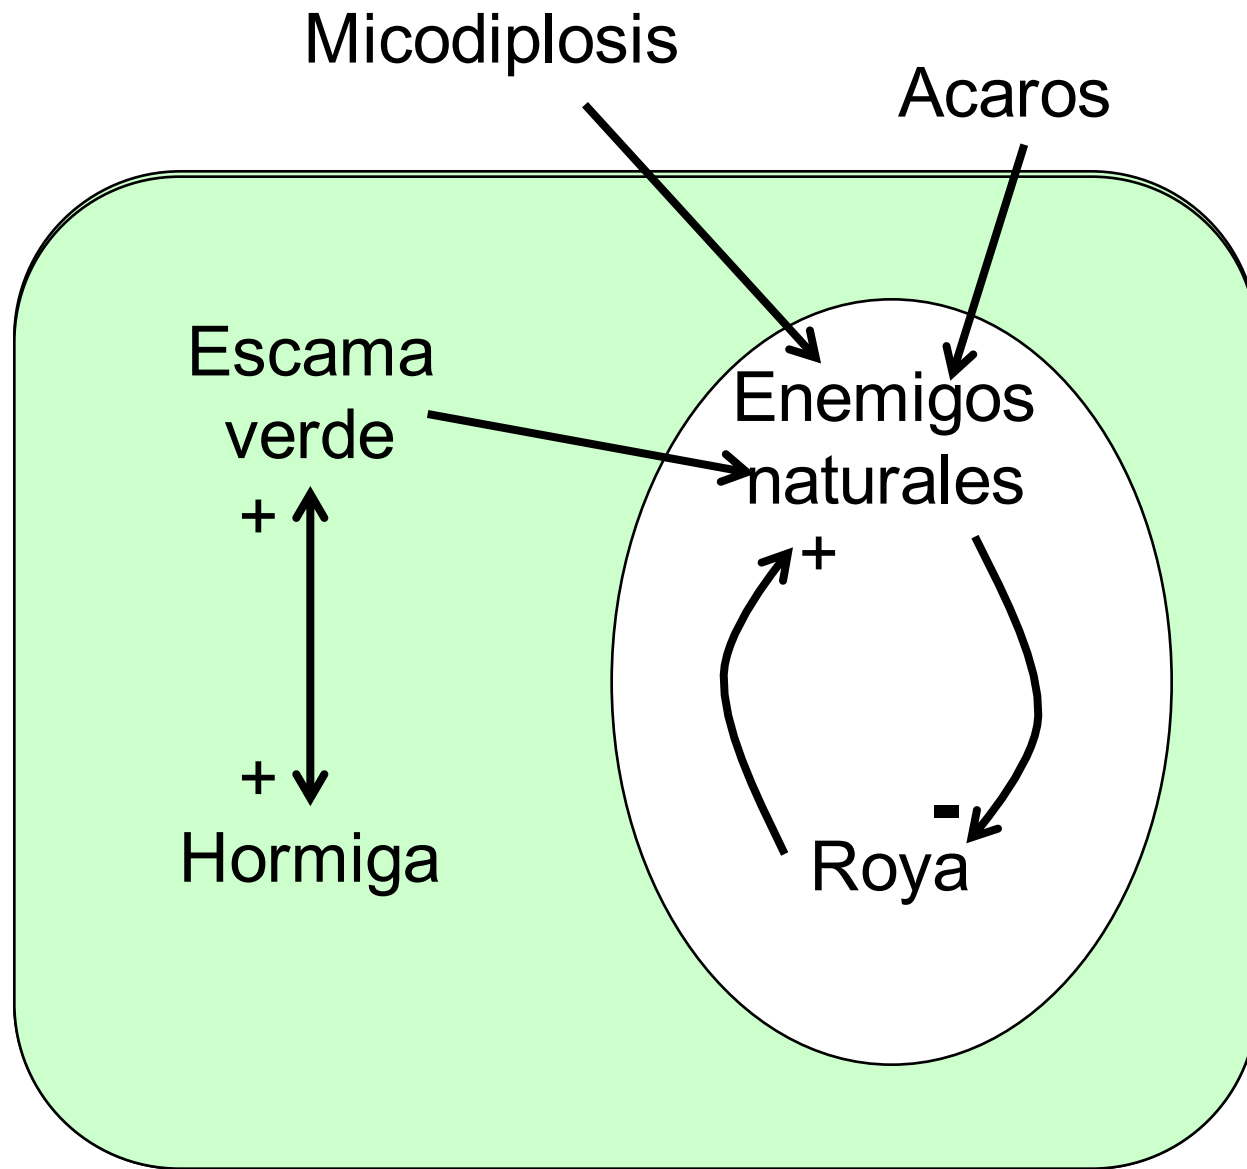 Micodiplosis
Acaros
Escama
verde
+
+
Hormiga
Enemigos
naturales
+
-
Roya